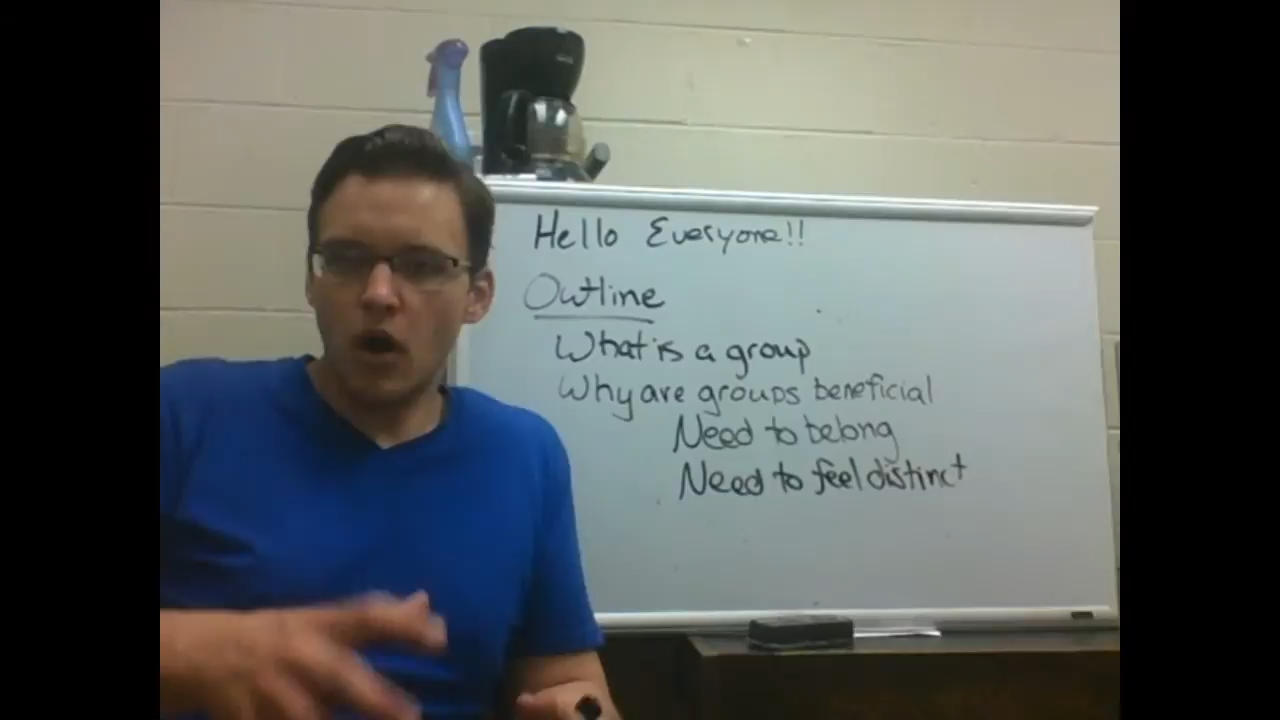 Hello Everyone!!
Outline
What is a group
Why are groups beneficial
Need to belong
Need to feel distinct